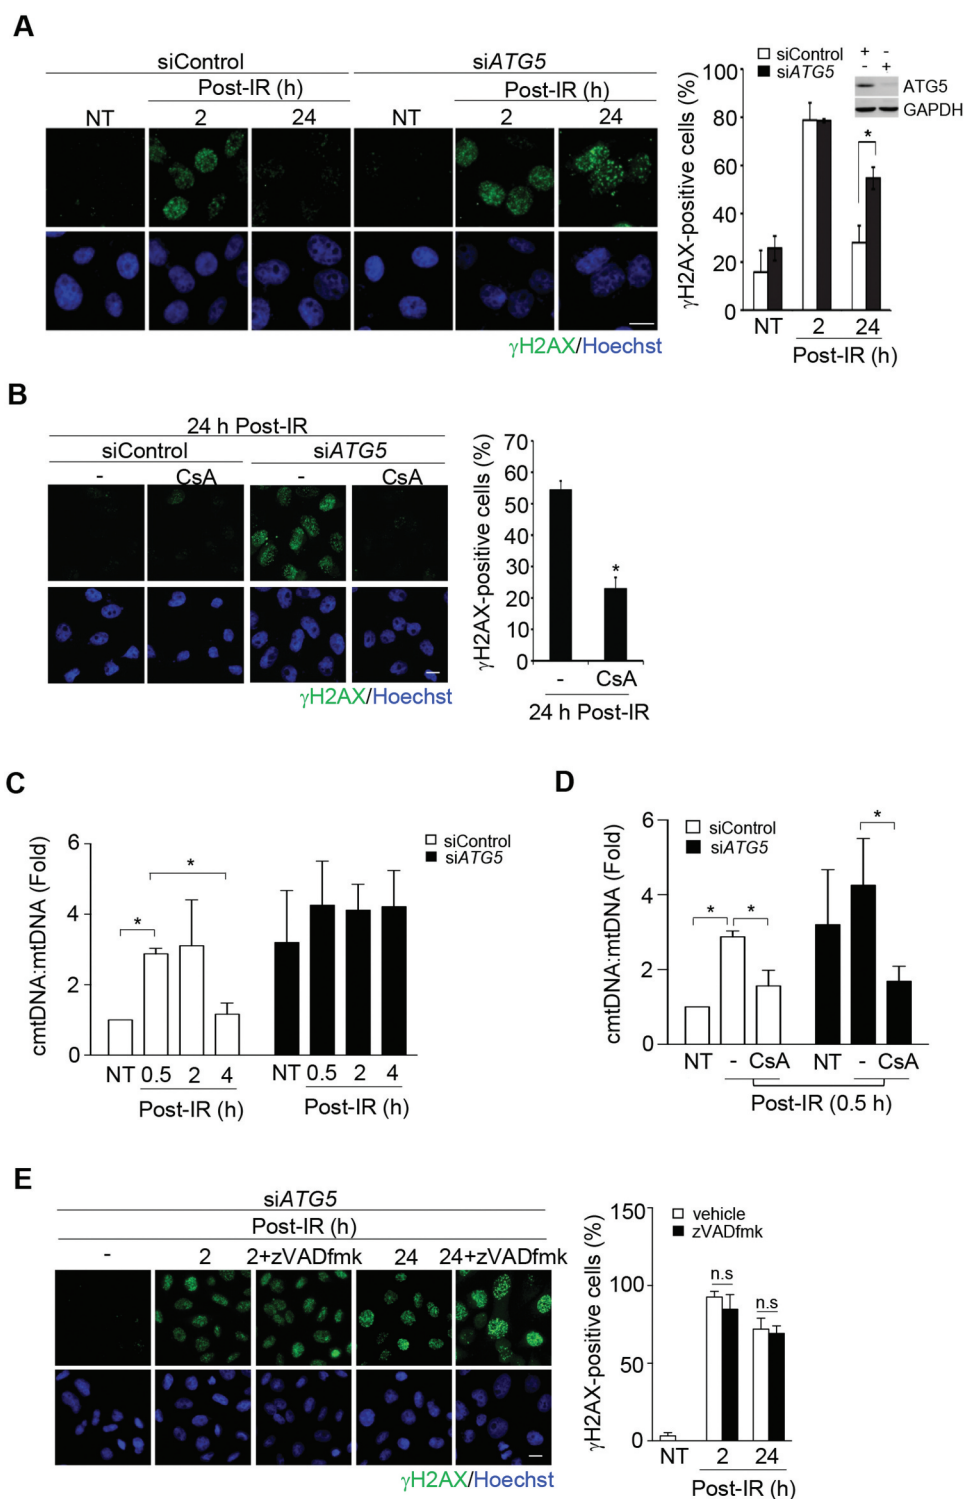 A
siControl
siATG5
Post-IR (h)
Post-IR (h)
NT
2
24
NT
2
24
γH2AX/Hoechst
siControl
siATG5
+ -
- +
ATG5
GAPDH
γH2AX-positive cells (%)
100
80
60
40
20
0
*
NT
2
24
Post-IR (h)
B
24 h Post-IR
siControl
siATG5
-
CsA
-
CsA
γH2AX/Hoechst
γH2AX-positive cells (%)
70
60
50
40
30
20
10
0
*
-
CsA
24 h Post-IR
C
cmtDNA:mtDNA (Fold)
6
4
2
0
*
*
siControl
siATG5
NT 0.5 2 4
NT 0.5 2 4
Post-IR (h)
Post-IR (h)
D
cmtDNA:mtDNA (Fold)
6
4
2
0
siControl
siATG5
*
*
*
NT - CsA
NT - CsA
Post-IR (0.5 h)
E
siATG5
Post-IR (h)
-
2
2+zVADfmk
24
24+zVADfmk
γH2AX/Hoechst
γH2AX-positive cells (%)
150
100
50
0
vehicle
zVADfmk
n.s
n.s
NT
2
24
Post-IR (h)